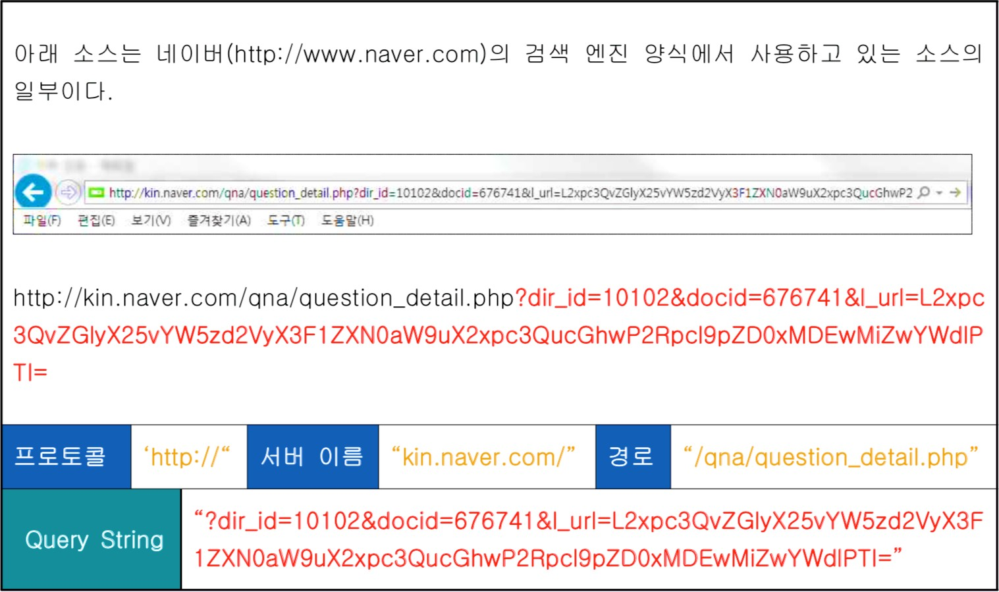 아래 소스는 네이버(http://www.naver.com)의 검색 엔진 양식에서 사용하고 있는 소스의
일부이다.
http://kin.naver.com/qna/question_detail.php?dir_id=10102&docid=676741&l_url=L2xpc3QvZGlyX25vYW5zd2VyX3F1ZXN0aW9uX2xpc3QucGhwP2
파일(F) 편집(E) 보기(V) 즐겨찾기(A) 도구(T) 도움말(H)
http://kin.naver.com/qna/question_detail.php?dir_id=10102&docid=676741&l_url=L2xpc
3QvZGlyX25vYW5zd2VyX3F1ZXN0aW9uX2xpc3QucGhwP2Rpcl9pZD0xMDEwMiZwYWdlP
TI=
프로토콜 ‘http://“ 서버 이름 “kin.naver.com/” 경로 “/qna/question_detail.php”
Query String
“?dir_id=10102&docid=676741&l_url=L2xpc3QvZGlyX25vYW5zd2VyX3F
1ZXN0aW9uX2xpc3QucGhwP2Rpcl9pZD0xMDEwMiZwYWdlPTI=”